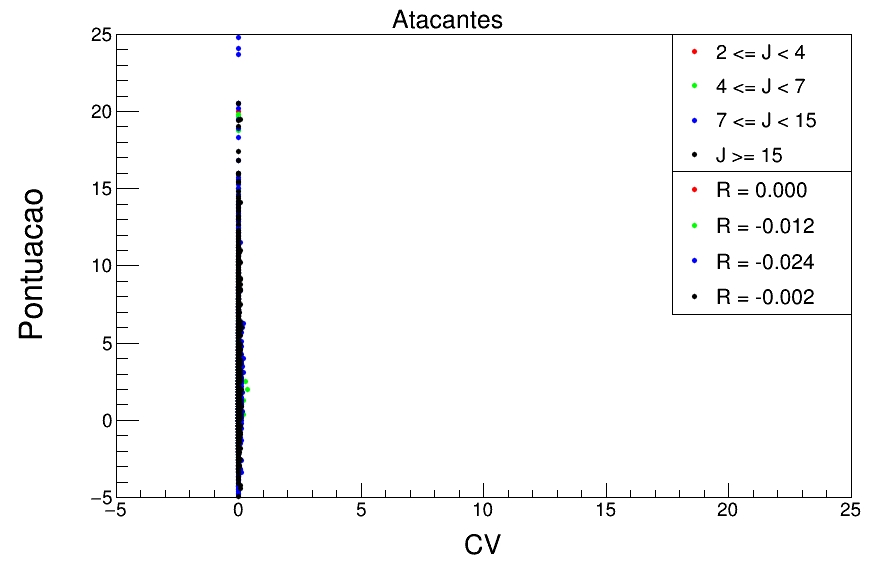 Atacantes
25
20
15
10
5
0
−5
Pontuacao
−5 0 5 10 15 20 25
CV
2 <= J < 4
4 <= J < 7
7 <= J < 15
J >= 15
R = 0.000
R = -0.012
R = -0.024
R = -0.002